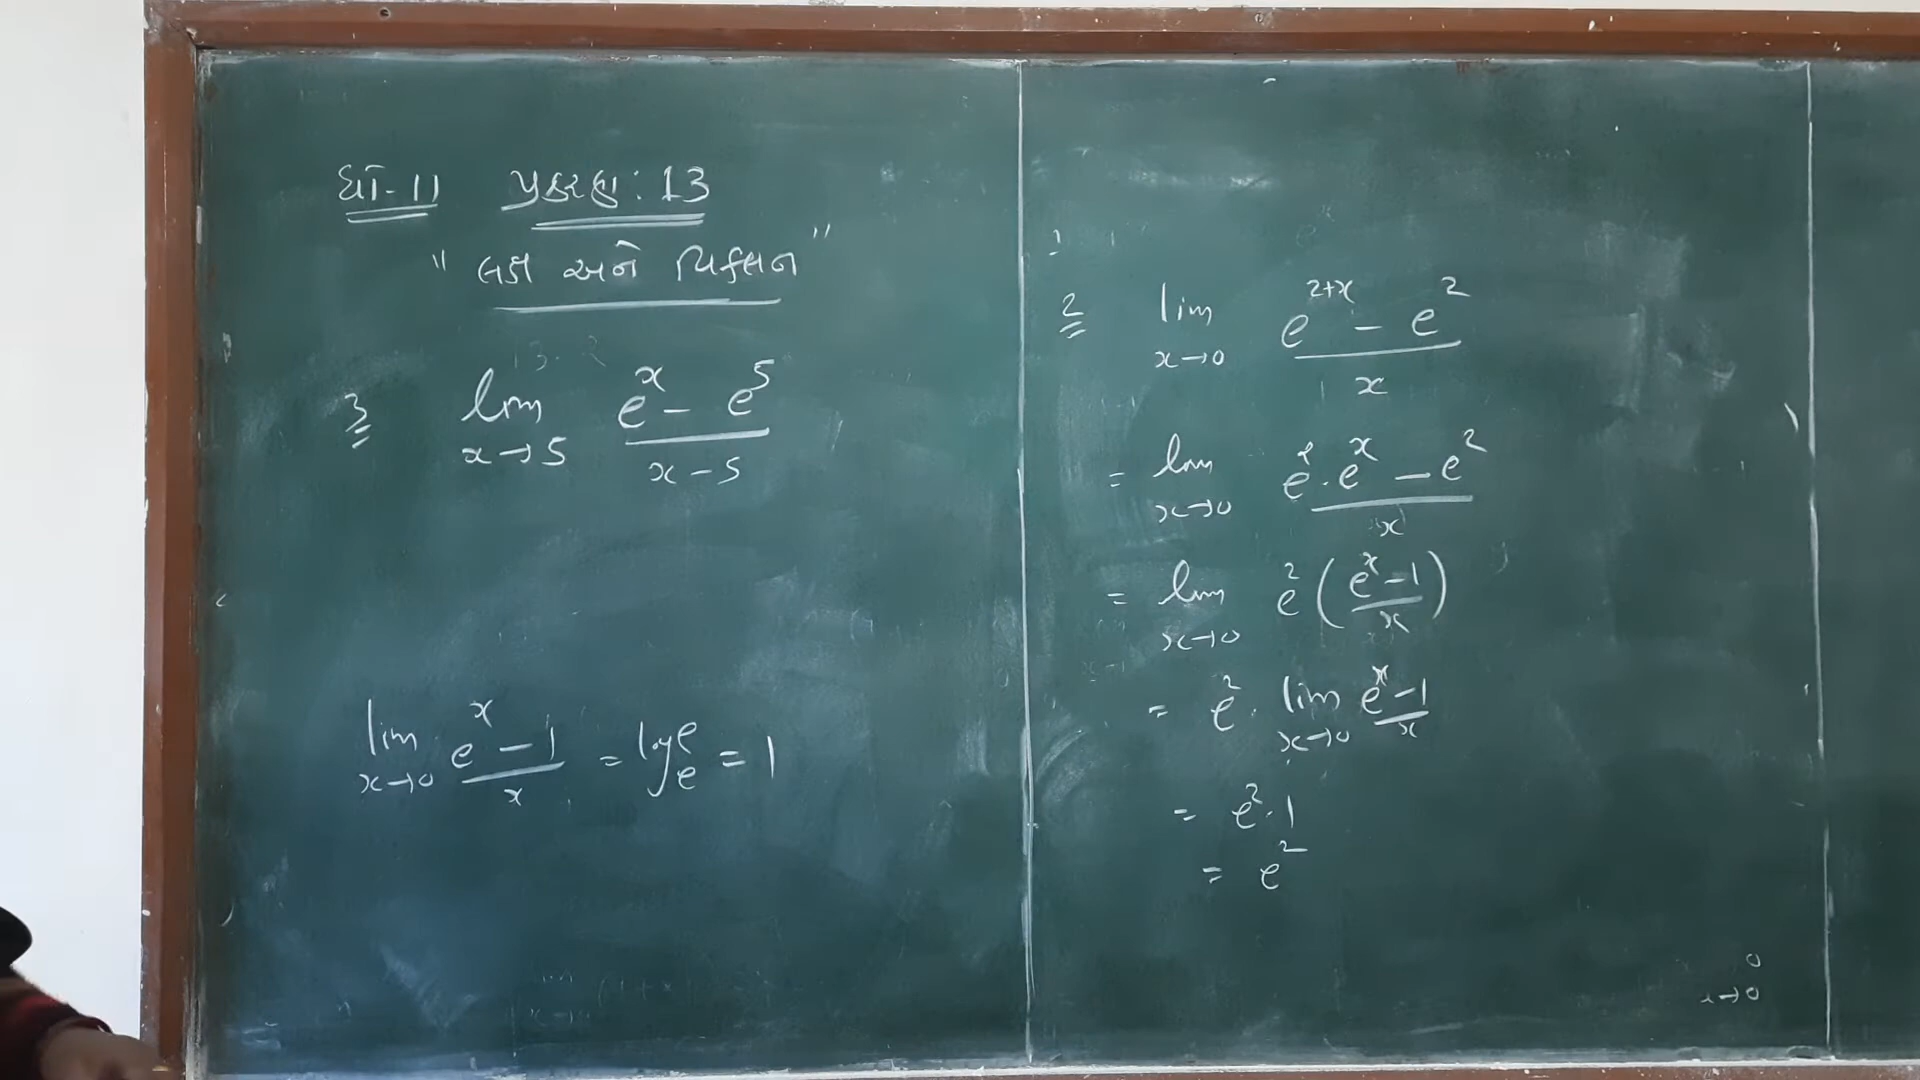 ધો-11 પ્રકરણ : 13
" લક્ષ અને વિકલન "
3 lim x→5 (e^x - e^5)/(x-5)
lim x→0 (e^x - 1)/x = log_e e = 1
2 lim x→0 (e^(2+x) - e^2)/x
= lim x→0 (e^2 · e^x - e^2)/x
= lim x→0 e^2 ((e^x - 1)/x)
= e^2 · lim x→0 (e^x - 1)/x
= e^2 · 1
= e^2
x→0